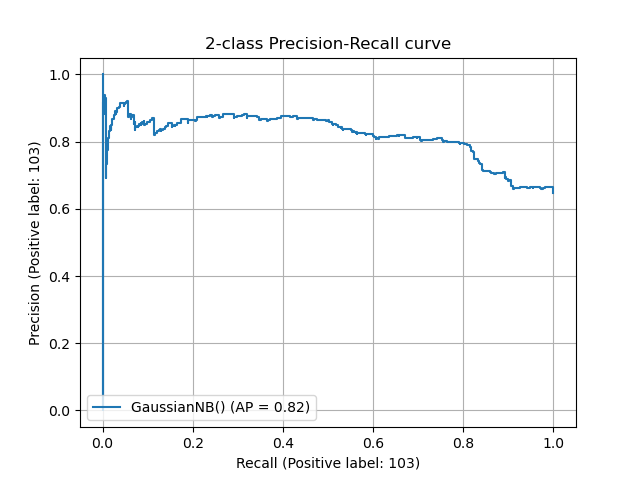 2-class Precision-Recall curve
1.0
0.8
0.6
0.4
0.2
0.0
Precision (Positive label: 103)
GaussianNB() (AP = 0.82)
0.0 0.2 0.4 0.6 0.8 1.0
Recall (Positive label: 103)